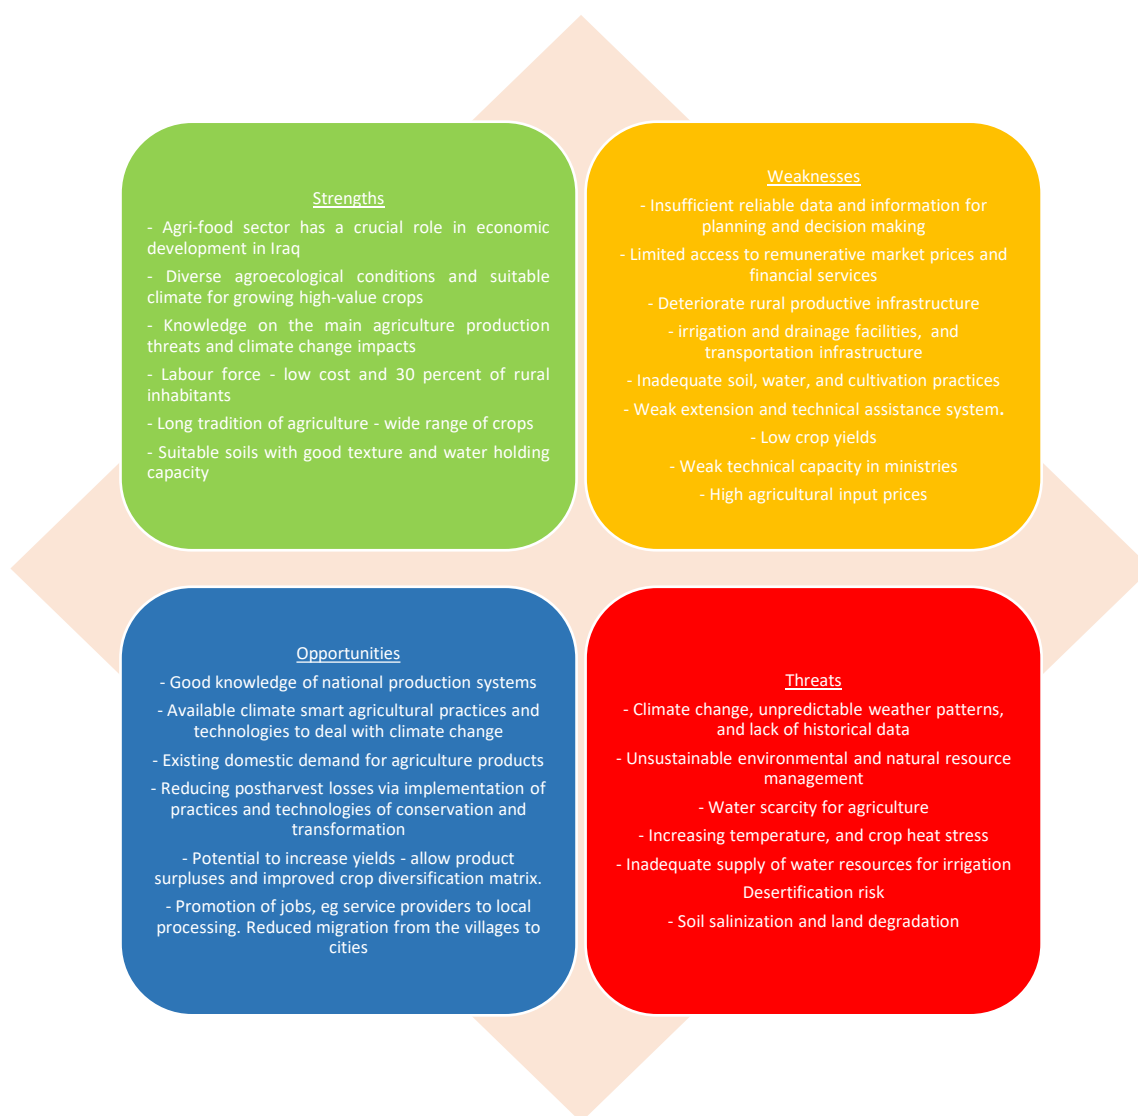 Strengths
- Agri-food sector has a crucial role in economic
development in Iraq
- Diverse agroecological conditions and suitable
climate for growing high-value crops
- Knowledge on the main agriculture production
threats and climate change impacts
- Labour force - low cost and 30 percent of rural
inhabitants
- Long tradition of agriculture - wide range of crops
- Suitable soils with good texture and water holding
capacity
Weaknesses
- Insufficient reliable data and information for
planning and decision making
- Limited access to remunerative market prices and
financial services
- Deteriorate rural productive infrastructure
- irrigation and drainage facilities, and
transportation infrastructure
- Inadequate soil, water, and cultivation practices
- Weak extension and technical assistance system.
- Low crop yields
- Weak technical capacity in ministries
- High agricultural input prices
Opportunities
- Good knowledge of national production systems
- Available climate smart agricultural practices and
technologies to deal with climate change
- Existing domestic demand for agriculture products
- Reducing postharvest losses via implementation of
practices and technologies of conservation and
transformation
- Potential to increase yields - allow product
surpluses and improved crop diversification matrix.
- Promotion of jobs, eg service providers to local
processing. Reduced migration from the villages to
cities
Threats
- Climate change, unpredictable weather patterns,
and lack of historical data
- Unsustainable environmental and natural resource
management
- Water scarcity for agriculture
- Increasing temperature, and crop heat stress
- Inadequate supply of water resources for irrigation
Desertification risk
- Soil salinization and land degradation